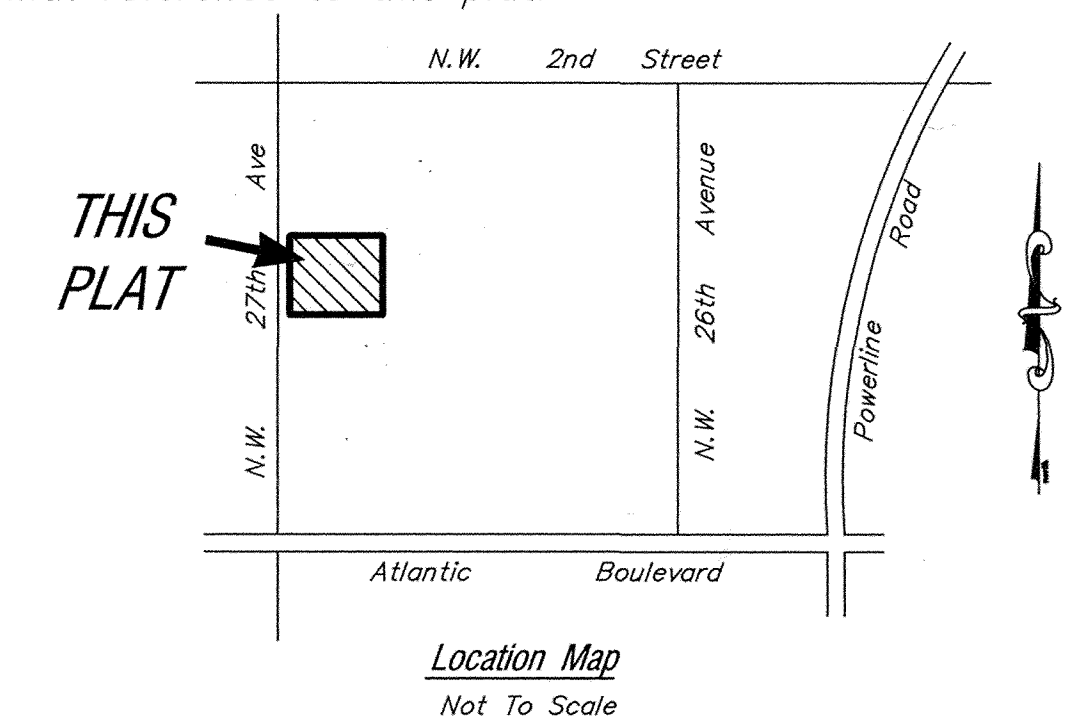 N.W. 2nd Street
THIS
PLAT
N.W. 27th Ave
N.W. 26th Avenue
Powerline Road
Atlantic Boulevard
Location Map
Not To Scale